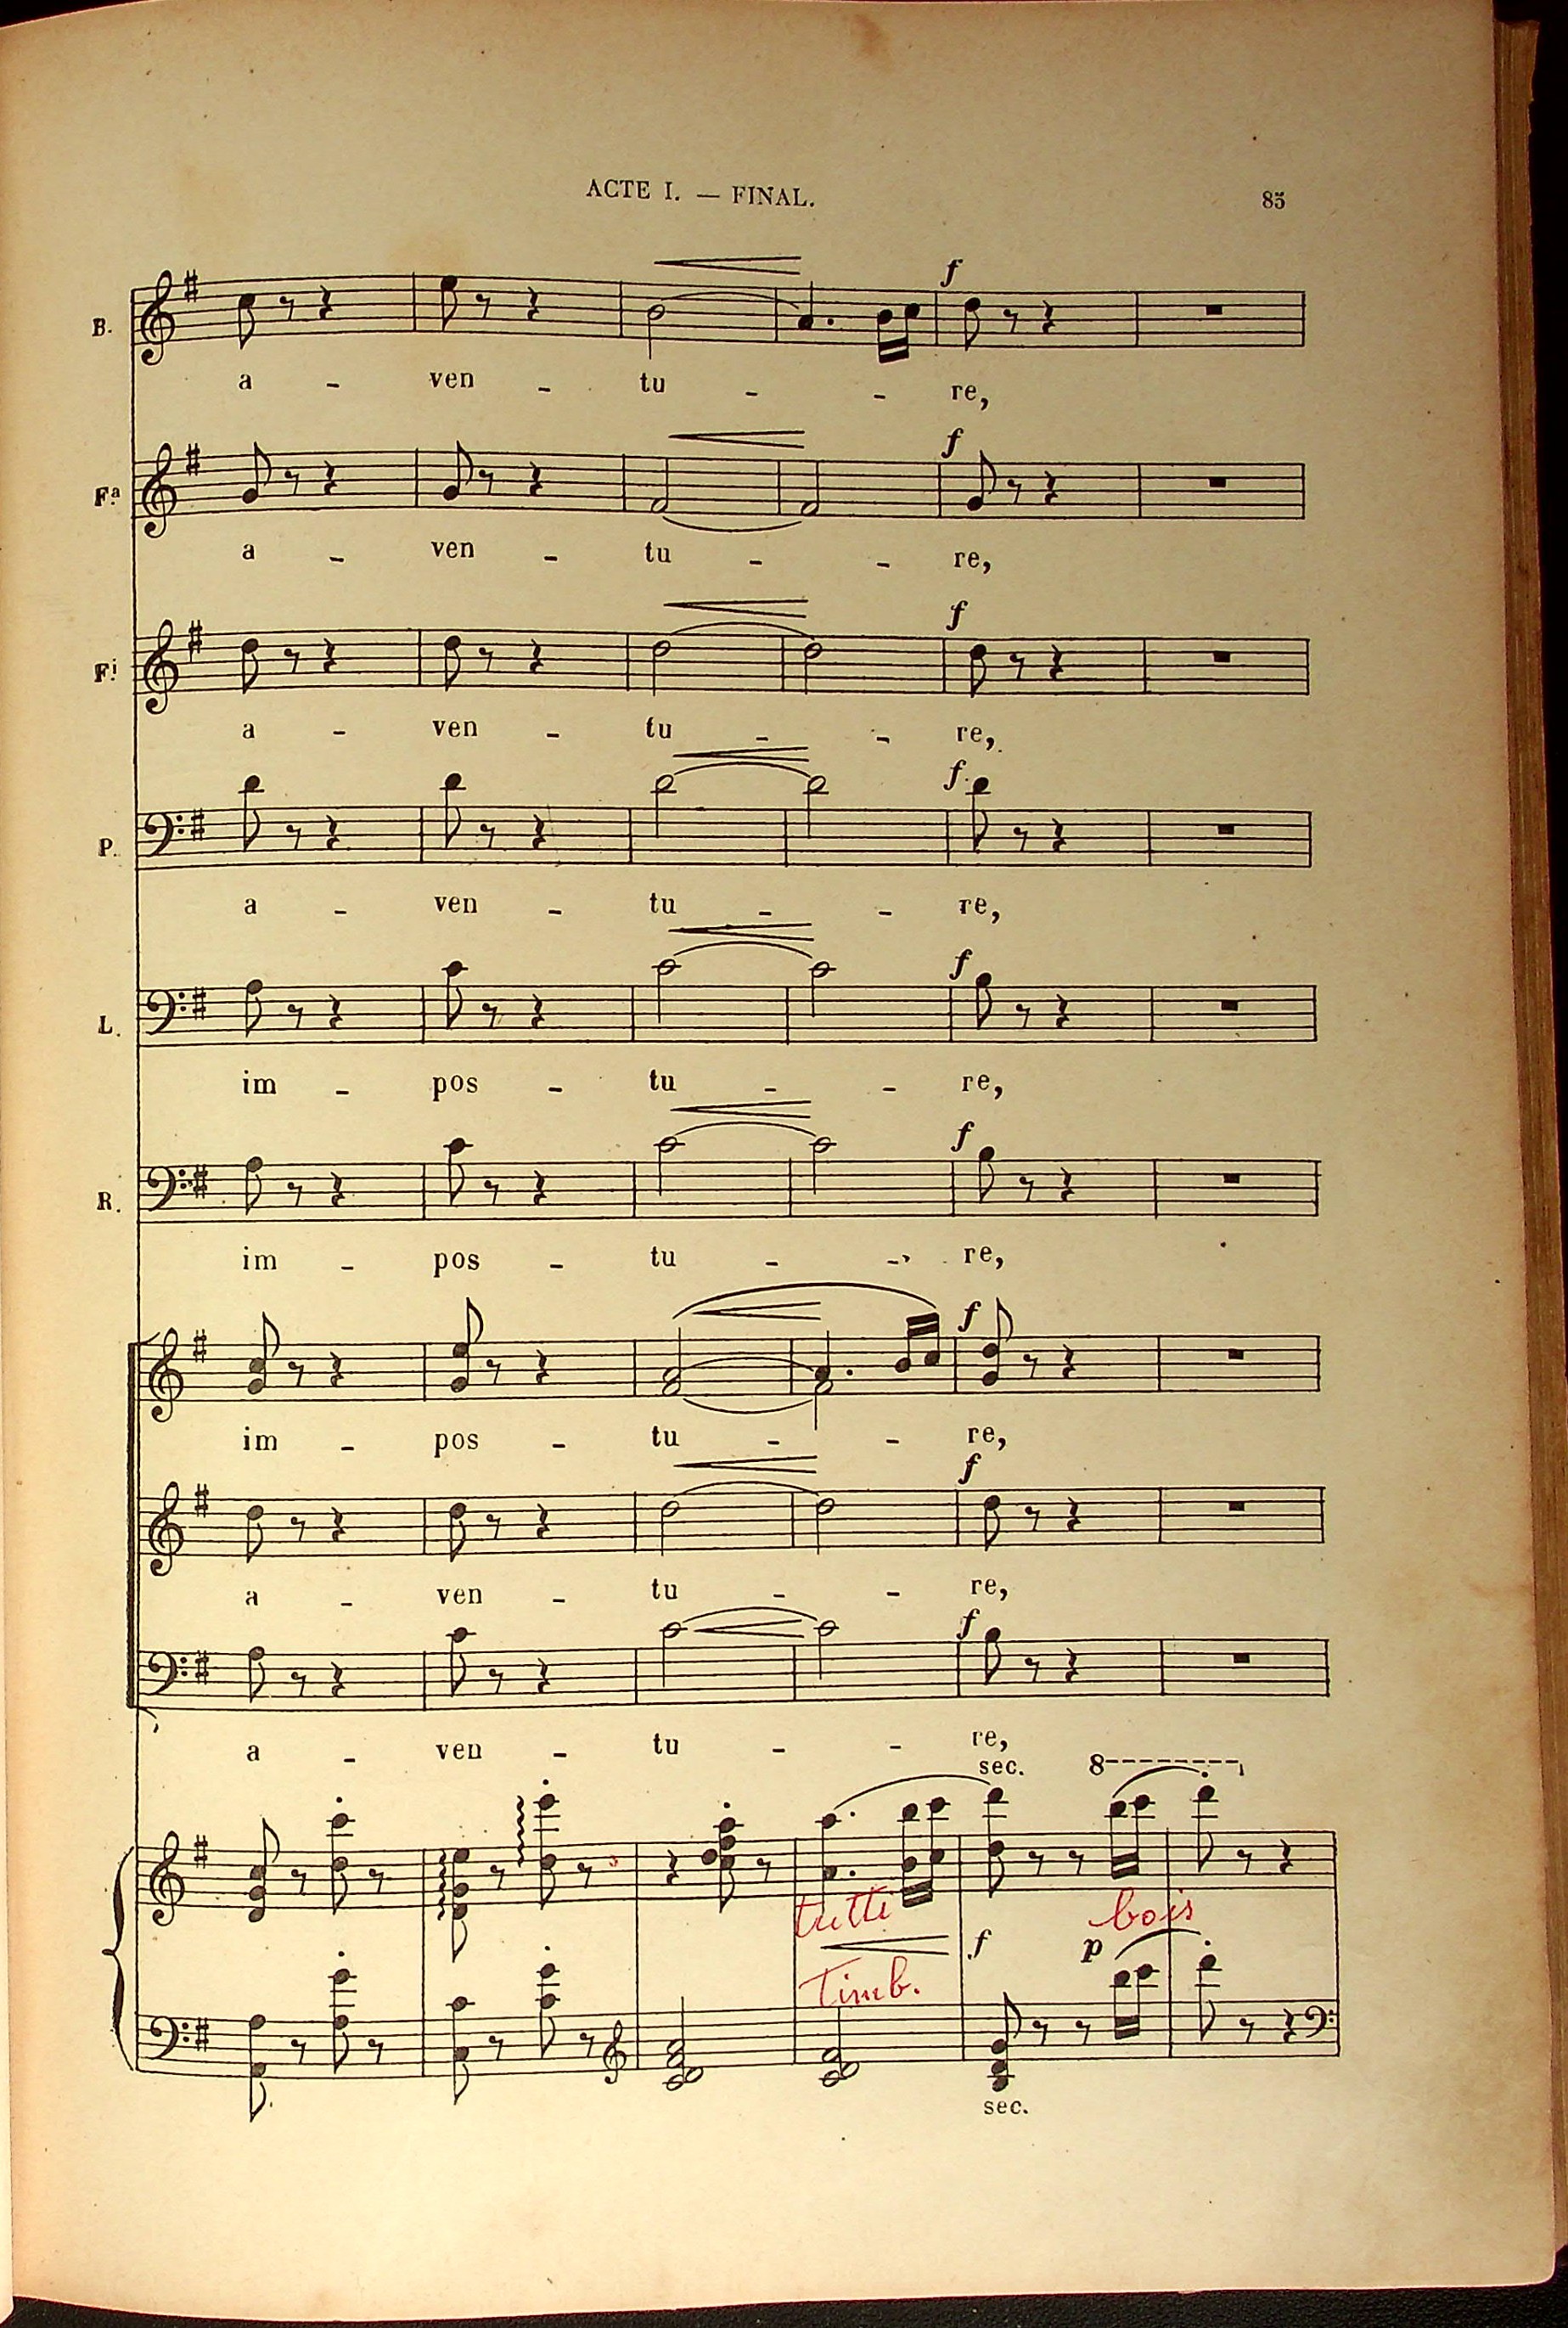 ACTE I. — FINAL.
85
f
B.
a - ven - tu - - re,
f
Fa.
a - ven - tu - - re,
f
Fi.
a - ven - tu - - re,
f
P.
a - ven - tu - - re,
f
L.
im - pos - tu - - re,
f
R.
im - pos - tu - - re,
f
im - pos - tu - - re,
f
a - ven - tu - - re,
f
a - ven - tu - - re,
sec. 8
tutti bois
f p
Timb.
sec.